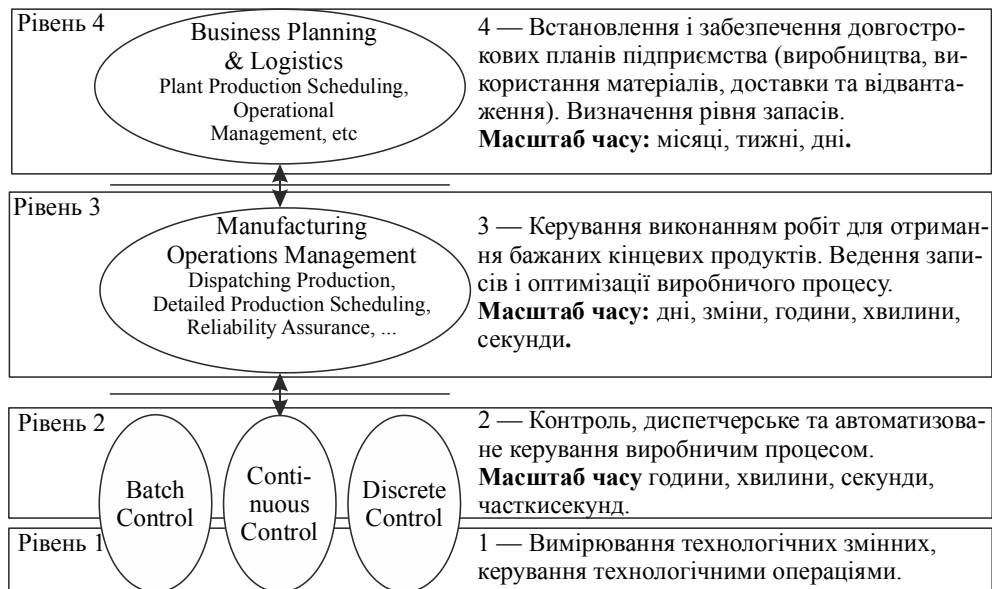 Рівень 4
Business Planning
& Logistics
Plant Production Scheduling,
Operational
Management, etc
4 — Встановлення і забезпечення довгостро-
кових планів підприємства (виробництва, ви-
користання матеріалів, доставки та відванта-
ження). Визначення рівня запасів.
Масштаб часу: місяці, тижні, дні.
Рівень 3
Manufacturing
Operations Management
Dispatching Production,
Detailed Production Scheduling,
Reliability Assurance, ...
3 — Керування виконанням робіт для отриман-
ня бажаних кінцевих продуктів. Ведення запи-
сів і оптимізації виробничого процесу.
Масштаб часу: дні, зміни, години, хвилини,
секунди.
Рівень 2
Batch
Control
Conti-
nuous
Control
Discrete
Control
2 — Контроль, диспетчерське та автоматизова-
не керування виробничим процесом.
Масштаб часу години, хвилини, секунди,
часткисекунд.
Рівень 1
1 — Вимірювання технологічних змінних,
керування технологічними операціями.